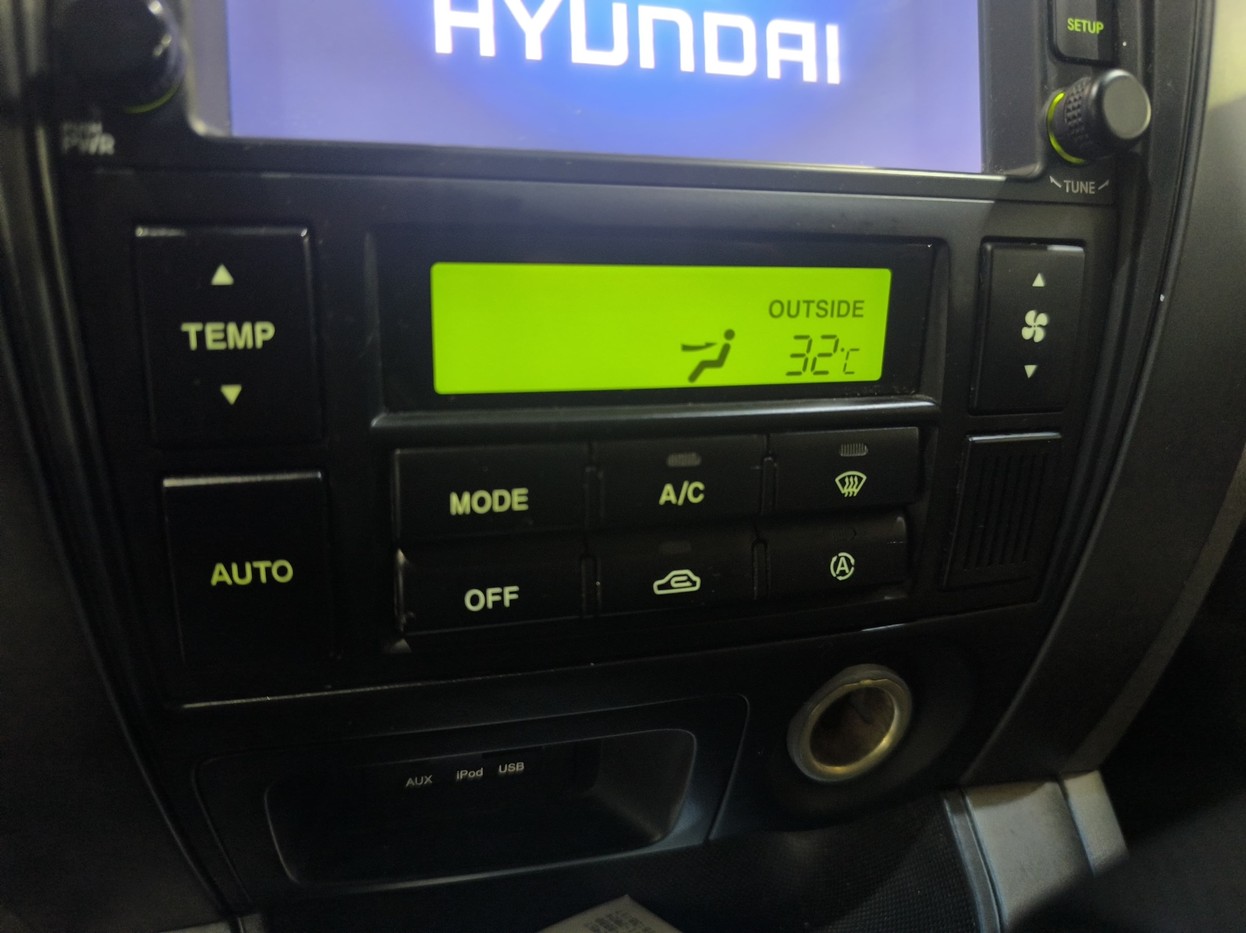 HYUNDAI
SETUP
PWR
TUNE
TEMP
OUTSIDE
32°C
MODE
A/C
AUTO
OFF
A
AUX iPod USB